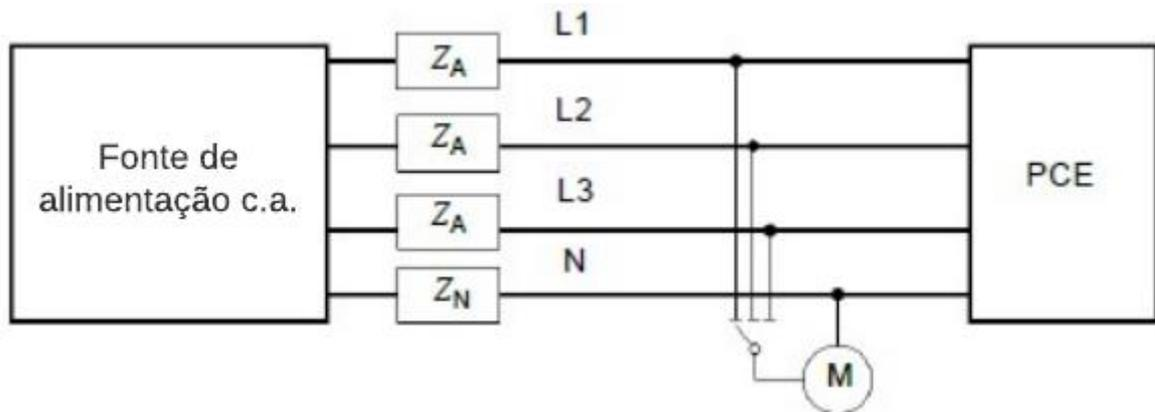 L1
Z_A
L2
Z_A
Fonte de
alimentação c.a.
PCE
L3
Z_A
N
Z_N
M